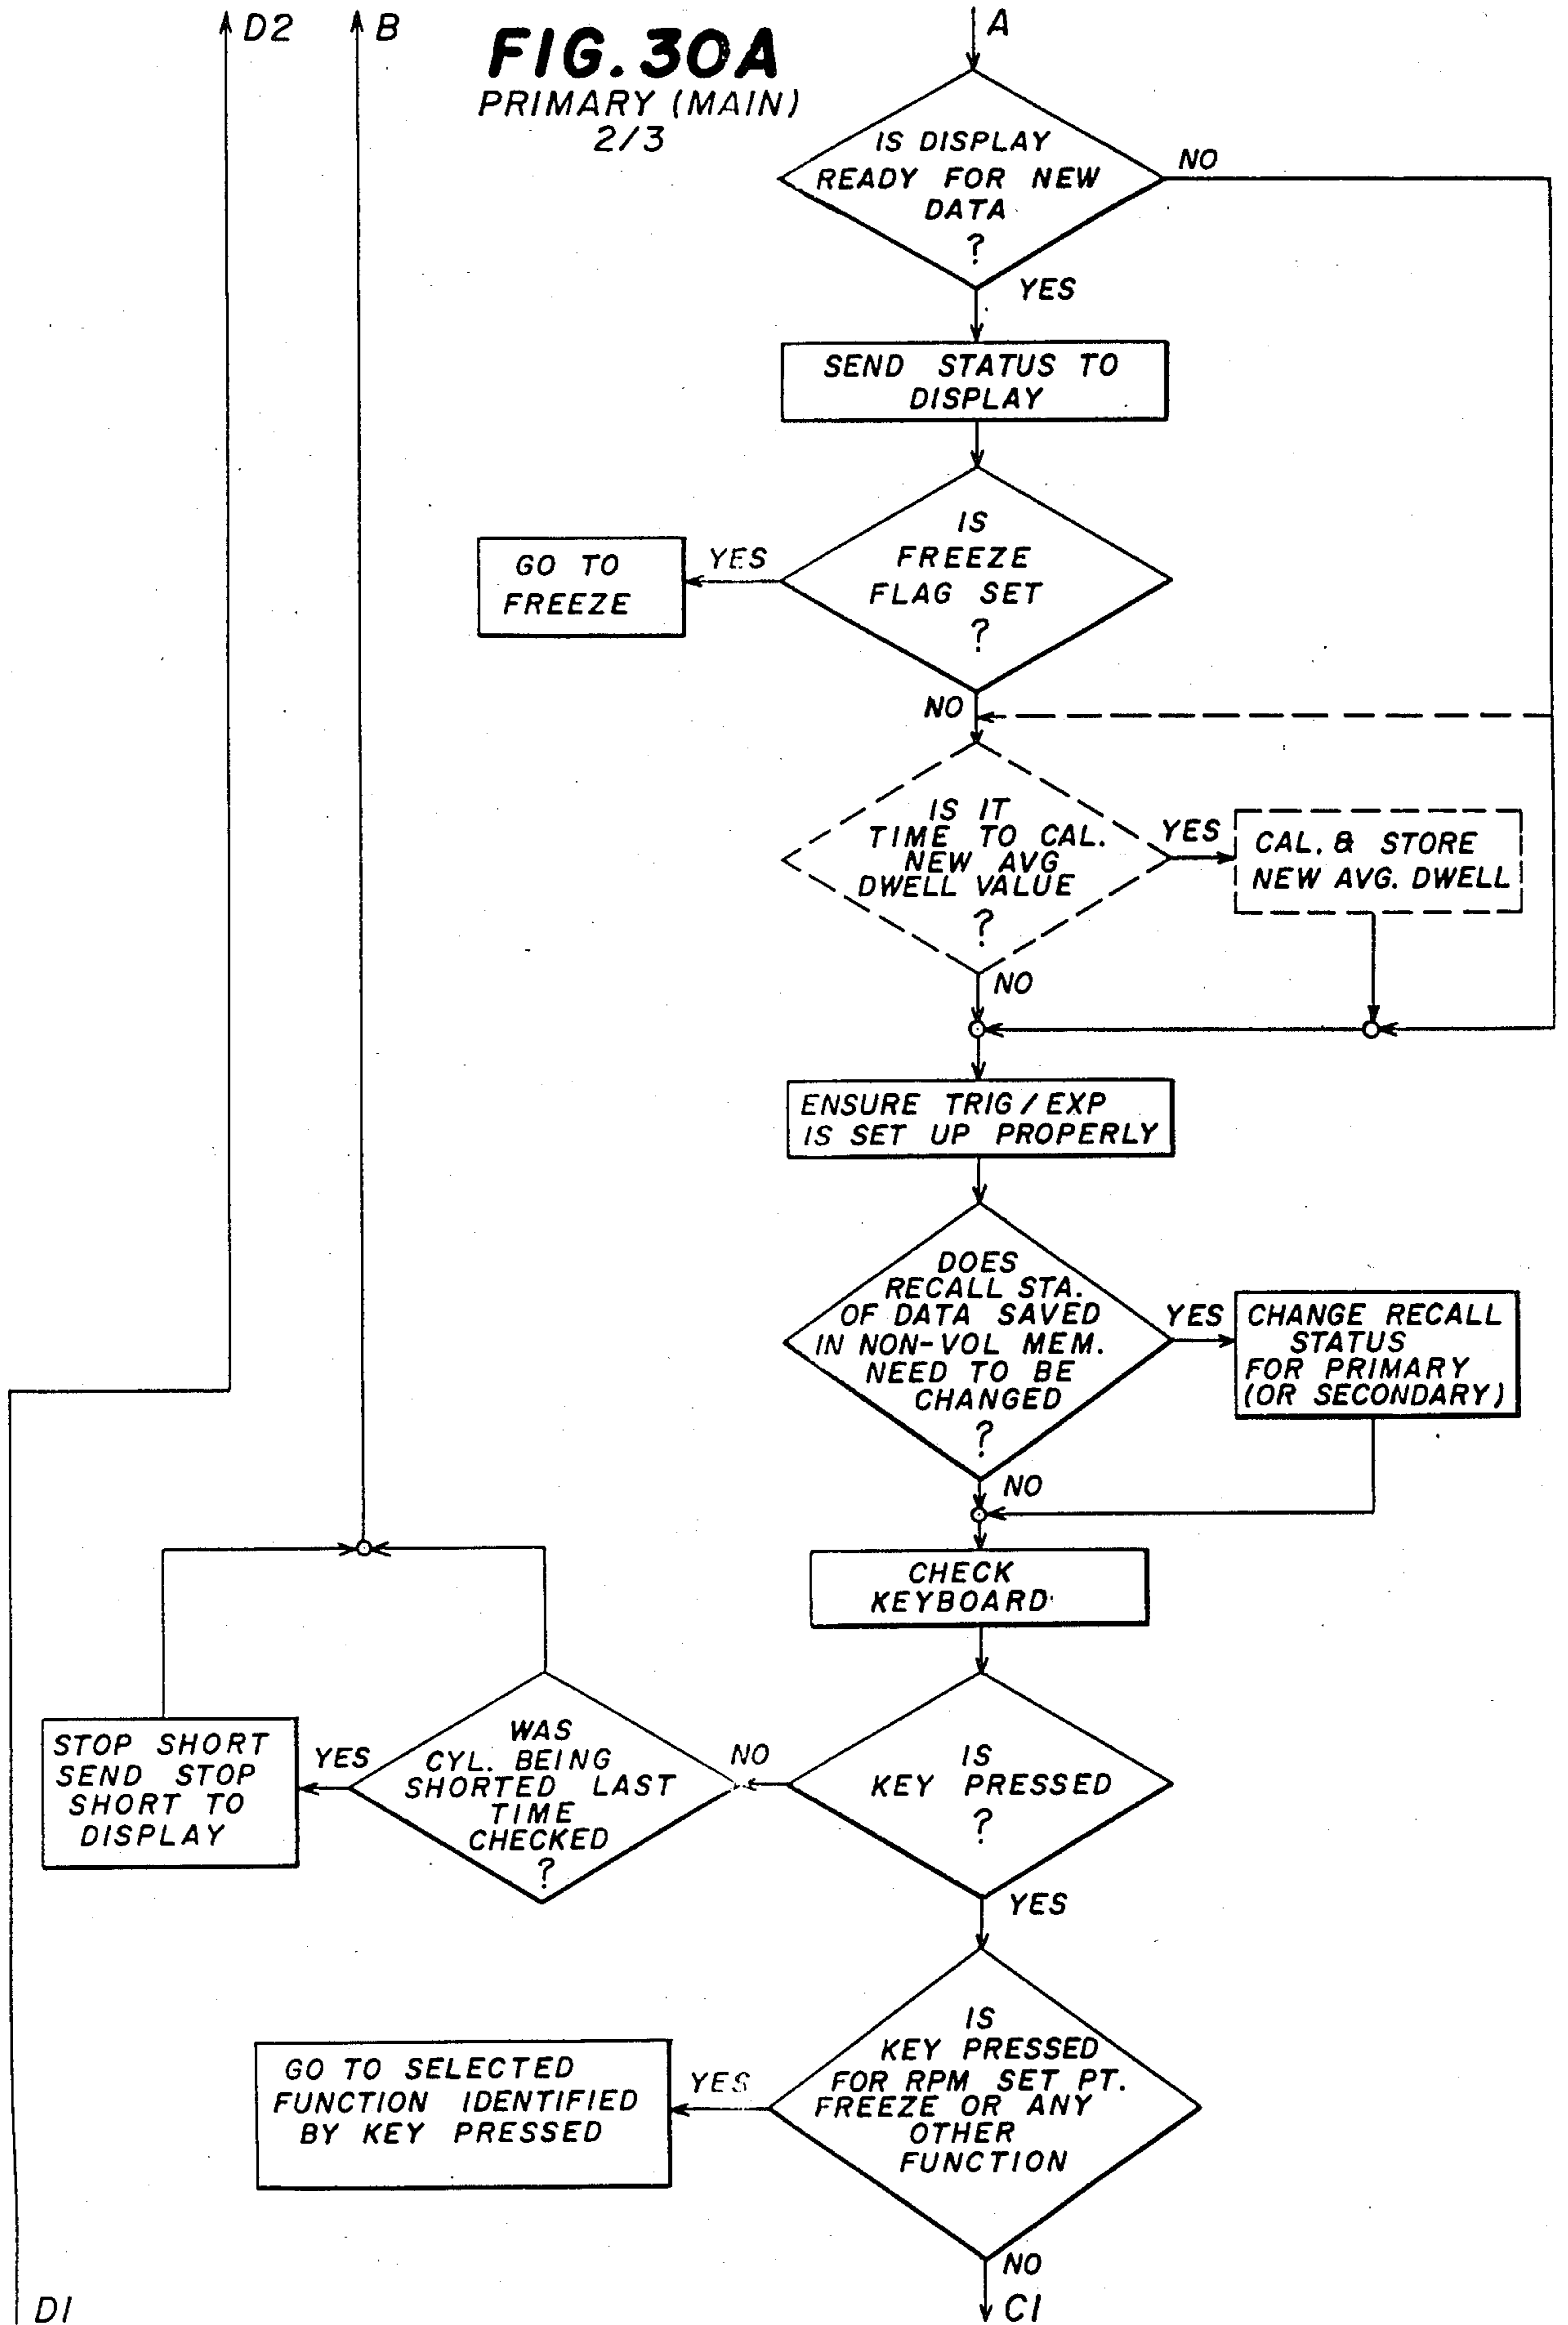 D2
B
FIG. 30A
PRIMARY (MAIN)
2/3
A
IS DISPLAY
READY FOR NEW
DATA
?
NO
YES
SEND STATUS TO
DISPLAY
IS
FREEZE
FLAG SET
?
YES
GO TO
FREEZE
NO
IS IT
TIME TO CAL.
NEW AVG
DWELL VALUE
?
YES
CAL. & STORE
NEW AVG. DWELL
NO
ENSURE TRIG / EXP
IS SET UP PROPERLY
DOES
RECALL STA.
OF DATA SAVED
IN NON-VOL MEM.
NEED TO BE
CHANGED
?
YES
CHANGE RECALL
STATUS
FOR PRIMARY
(OR SECONDARY)
NO
CHECK
KEYBOARD
IS
KEY PRESSED
?
NO
WAS
CYL. BEING
SHORTED LAST
TIME
CHECKED
?
YES
STOP SHORT
SEND STOP
SHORT TO
DISPLAY
YES
IS
KEY PRESSED
FOR RPM SET PT.
FREEZE OR ANY
OTHER
FUNCTION
YES
GO TO SELECTED
FUNCTION IDENTIFIED
BY KEY PRESSED
NO
C1
D1